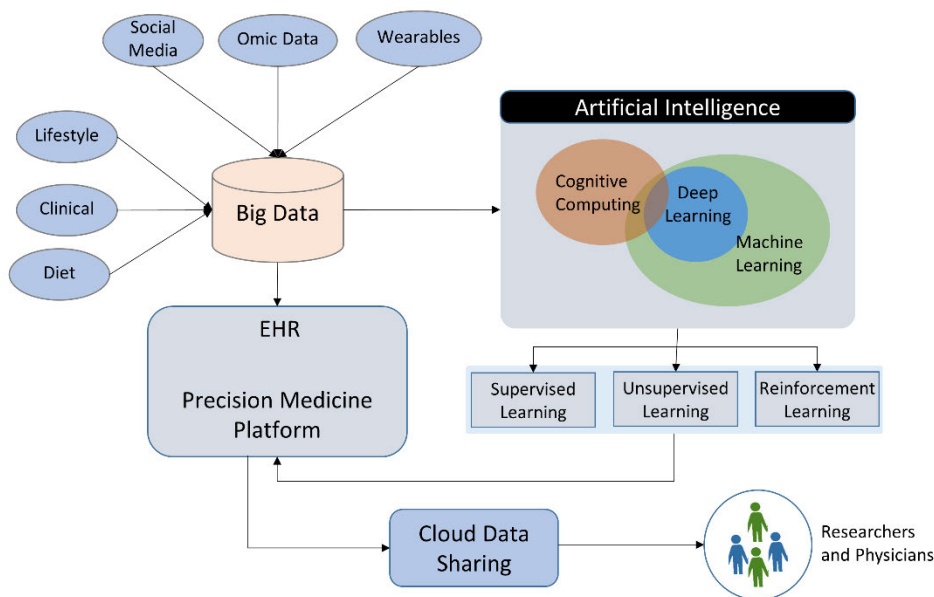 Social
Media
Omic Data
Wearables
Lifestyle
Clinical
Diet
Big Data
Artificial Intelligence
Cognitive
Computing
Deep
Learning
Machine
Learning
EHR
Precision Medicine
Platform
Supervised
Learning
Unsupervised
Learning
Reinforcement
Learning
Cloud Data
Sharing
Researchers
and Physicians